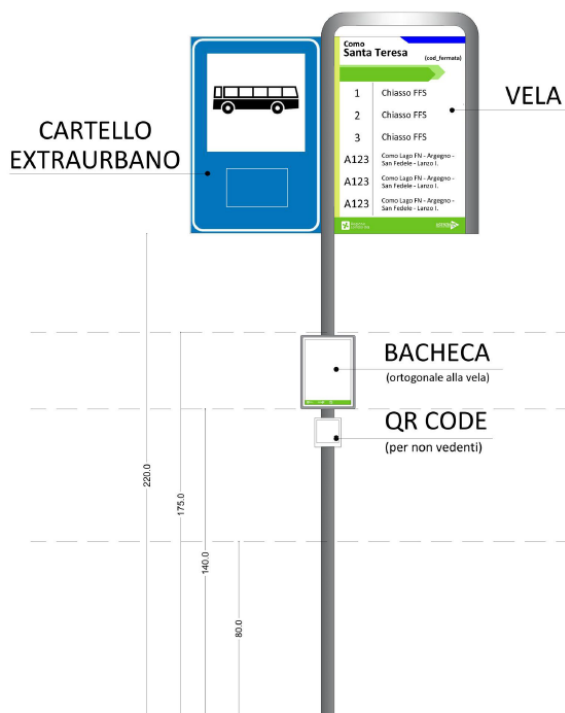 Como
Santa Teresa
(cod_fermata)
1 Chiasso FFS
2 Chiasso FFS
3 Chiasso FFS
A123 Como Lago FN - Argegno -
San Fedele - Lanzo I.
A123 Como Lago FN - Argegno -
San Fedele - Lanzo I.
A123 Como Lago FN - Argegno -
San Fedele - Lanzo I.
VELA
CARTELLO
EXTRAURBANO
BACHECA
(ortogonale alla vela)
QR CODE
(per non vedenti)
220.0
175.0
140.0
80.0